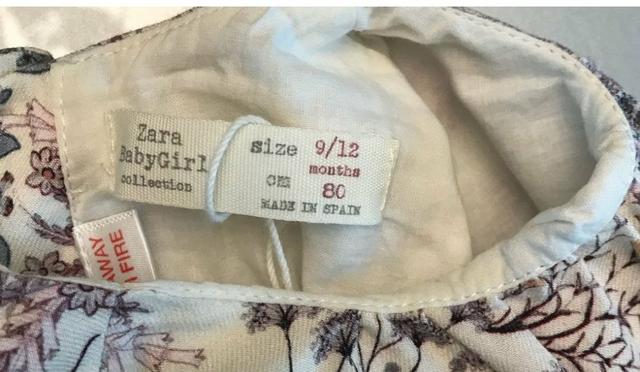 Zara
BabyGirl
collection
size 9/12
months
CM 80
MADE IN SPAIN
AWAY
FIRE